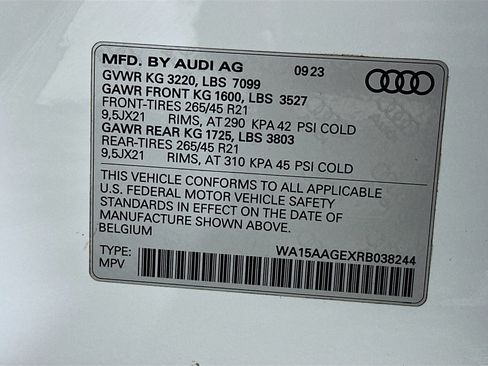 MFD. BY AUDI AG 09 23
GVWR KG 3220, LBS 7099
GAWR FRONT KG 1600, LBS 3527
FRONT-TIRES 265/45 R21
9,5JX21 RIMS, AT 290 KPA 42 PSI COLD
GAWR REAR KG 1725, LBS 3803
REAR-TIRES 265/45 R21
9,5JX21 RIMS, AT 310 KPA 45 PSI COLD
THIS VEHICLE CONFORMS TO ALL APPLICABLE
U.S. FEDERAL MOTOR VEHICLE SAFETY
STANDARDS IN EFFECT ON THE DATE OF
MANUFACTURE SHOWN ABOVE.
BELGIUM
TYPE: WA15AAGEXRB038244
MPV